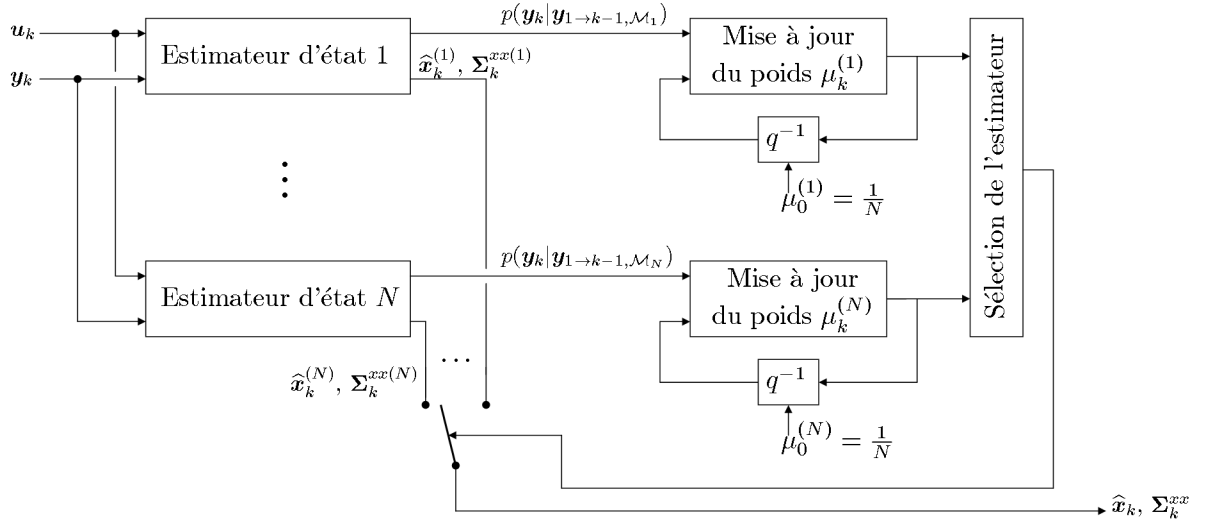 u_k
y_k
Estimateur d'état 1
p(y_k|y_{1→k−1,ℳ_1})
x̂_k^{(1)}, Σ_k^{xx(1)}
Mise à jour
du poids μ_k^{(1)}
q^{−1}
μ_0^{(1)} = 1/N
Sélection de l'estimateur
⋮
Estimateur d'état N
p(y_k|y_{1→k−1,ℳ_N})
x̂_k^{(N)}, Σ_k^{xx(N)}
...
Mise à jour
du poids μ_k^{(N)}
q^{−1}
μ_0^{(N)} = 1/N
x̂_k, Σ_k^{xx}